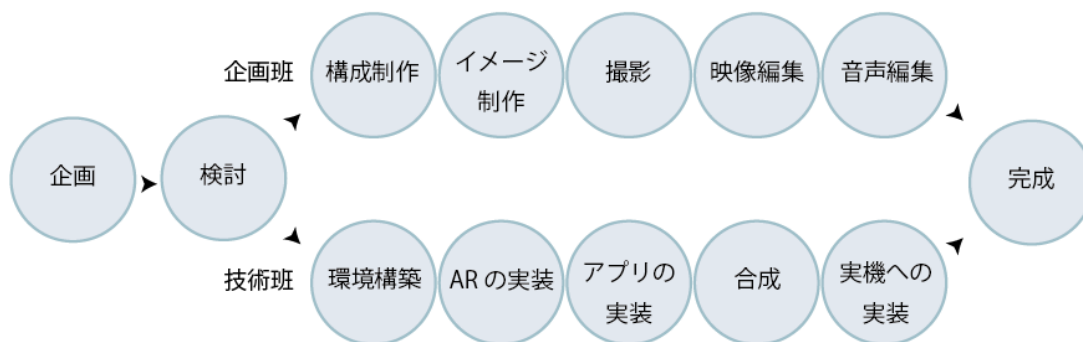 企画
検討
企画班
構成制作
イメージ
制作
撮影
映像編集
音声編集
技術班
環境構築
ARの実装
アプリの
実装
合成
実機への
実装
完成